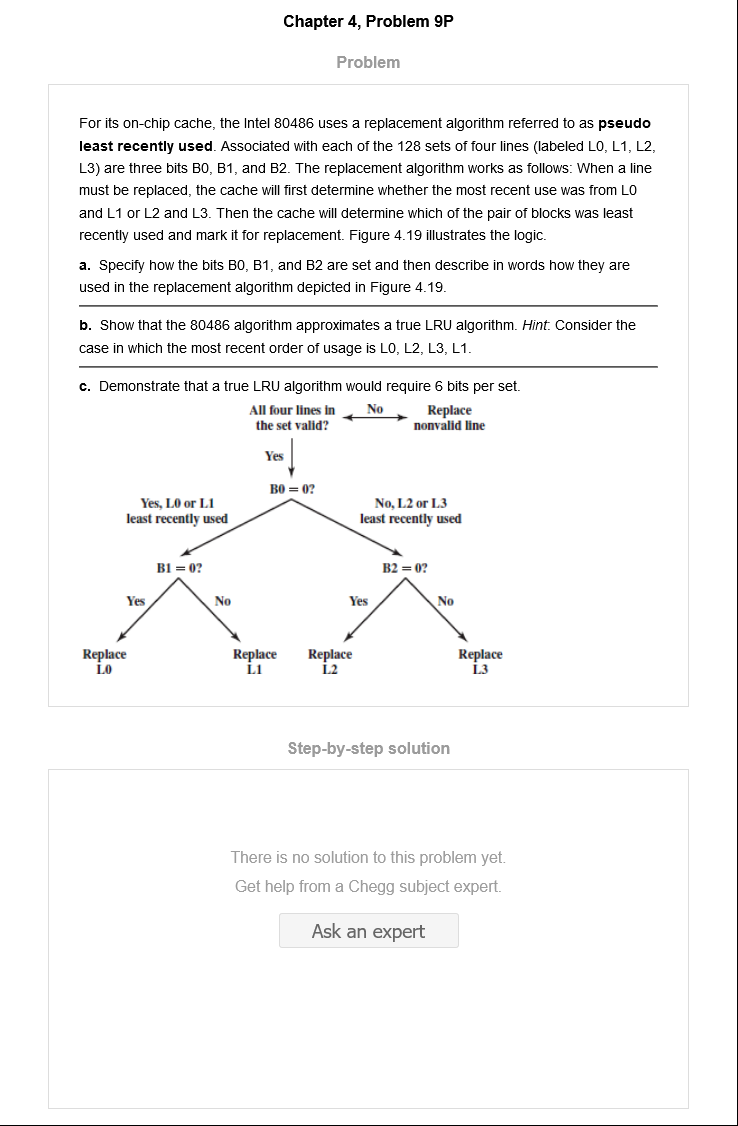 Chapter 4, Problem 9P
Problem
For its on-chip cache, the Intel 80486 uses a replacement algorithm referred to as pseudo
least recently used. Associated with each of the 128 sets of four lines (labeled L0, L1, L2,
L3) are three bits B0, B1, and B2. The replacement algorithm works as follows: When a line
must be replaced, the cache will first determine whether the most recent use was from L0
and L1 or L2 and L3. Then the cache will determine which of the pair of blocks was least
recently used and mark it for replacement. Figure 4.19 illustrates the logic.
a. Specify how the bits B0, B1, and B2 are set and then describe in words how they are
used in the replacement algorithm depicted in Figure 4.19.
b. Show that the 80486 algorithm approximates a true LRU algorithm. Hint: Consider the
case in which the most recent order of usage is L0, L2, L3, L1.
c. Demonstrate that a true LRU algorithm would require 6 bits per set.
All four lines in No Replace
the set valid? nonvalid line
Yes
B0 = 0?
Yes, L0 or L1 No, L2 or L3
least recently used least recently used
B1 = 0? B2 = 0?
Yes No Yes No
Replace Replace Replace Replace
L0 L1 L2 L3
Step-by-step solution
There is no solution to this problem yet.
Get help from a Chegg subject expert.
Ask an expert